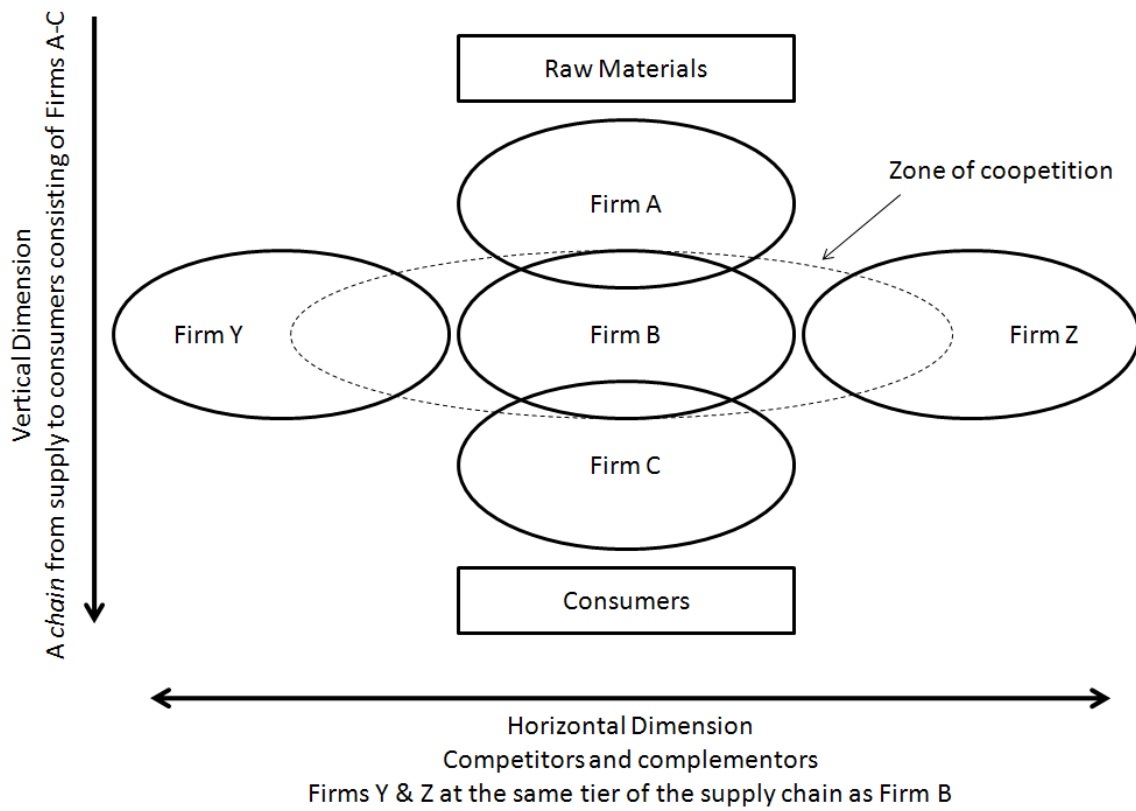 Raw Materials
Zone of coopetition
Firm A
Firm Y
Firm B
Firm Z
Firm C
Consumers
Vertical Dimension
A chain from supply to consumers consisting of Firms A-C
Horizontal Dimension
Competitors and complementors
Firms Y & Z at the same tier of the supply chain as Firm B